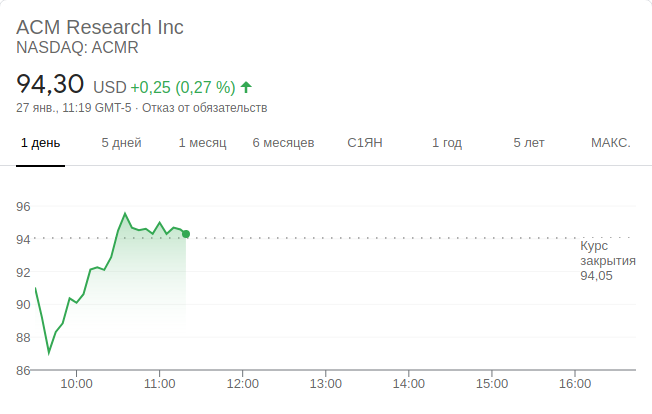 ACM Research Inc
NASDAQ: ACMR
94,30 USD +0,25 (0,27 %)
27 янв., 11:19 GMT-5 · Отказ от обязательств
1 день 5 дней 1 месяц 6 месяцев С1ЯН 1 год 5 лет МАКС.
96
94
Курс
закрытия
94,05
92
90
88
86
10:00 11:00 12:00 13:00 14:00 15:00 16:00